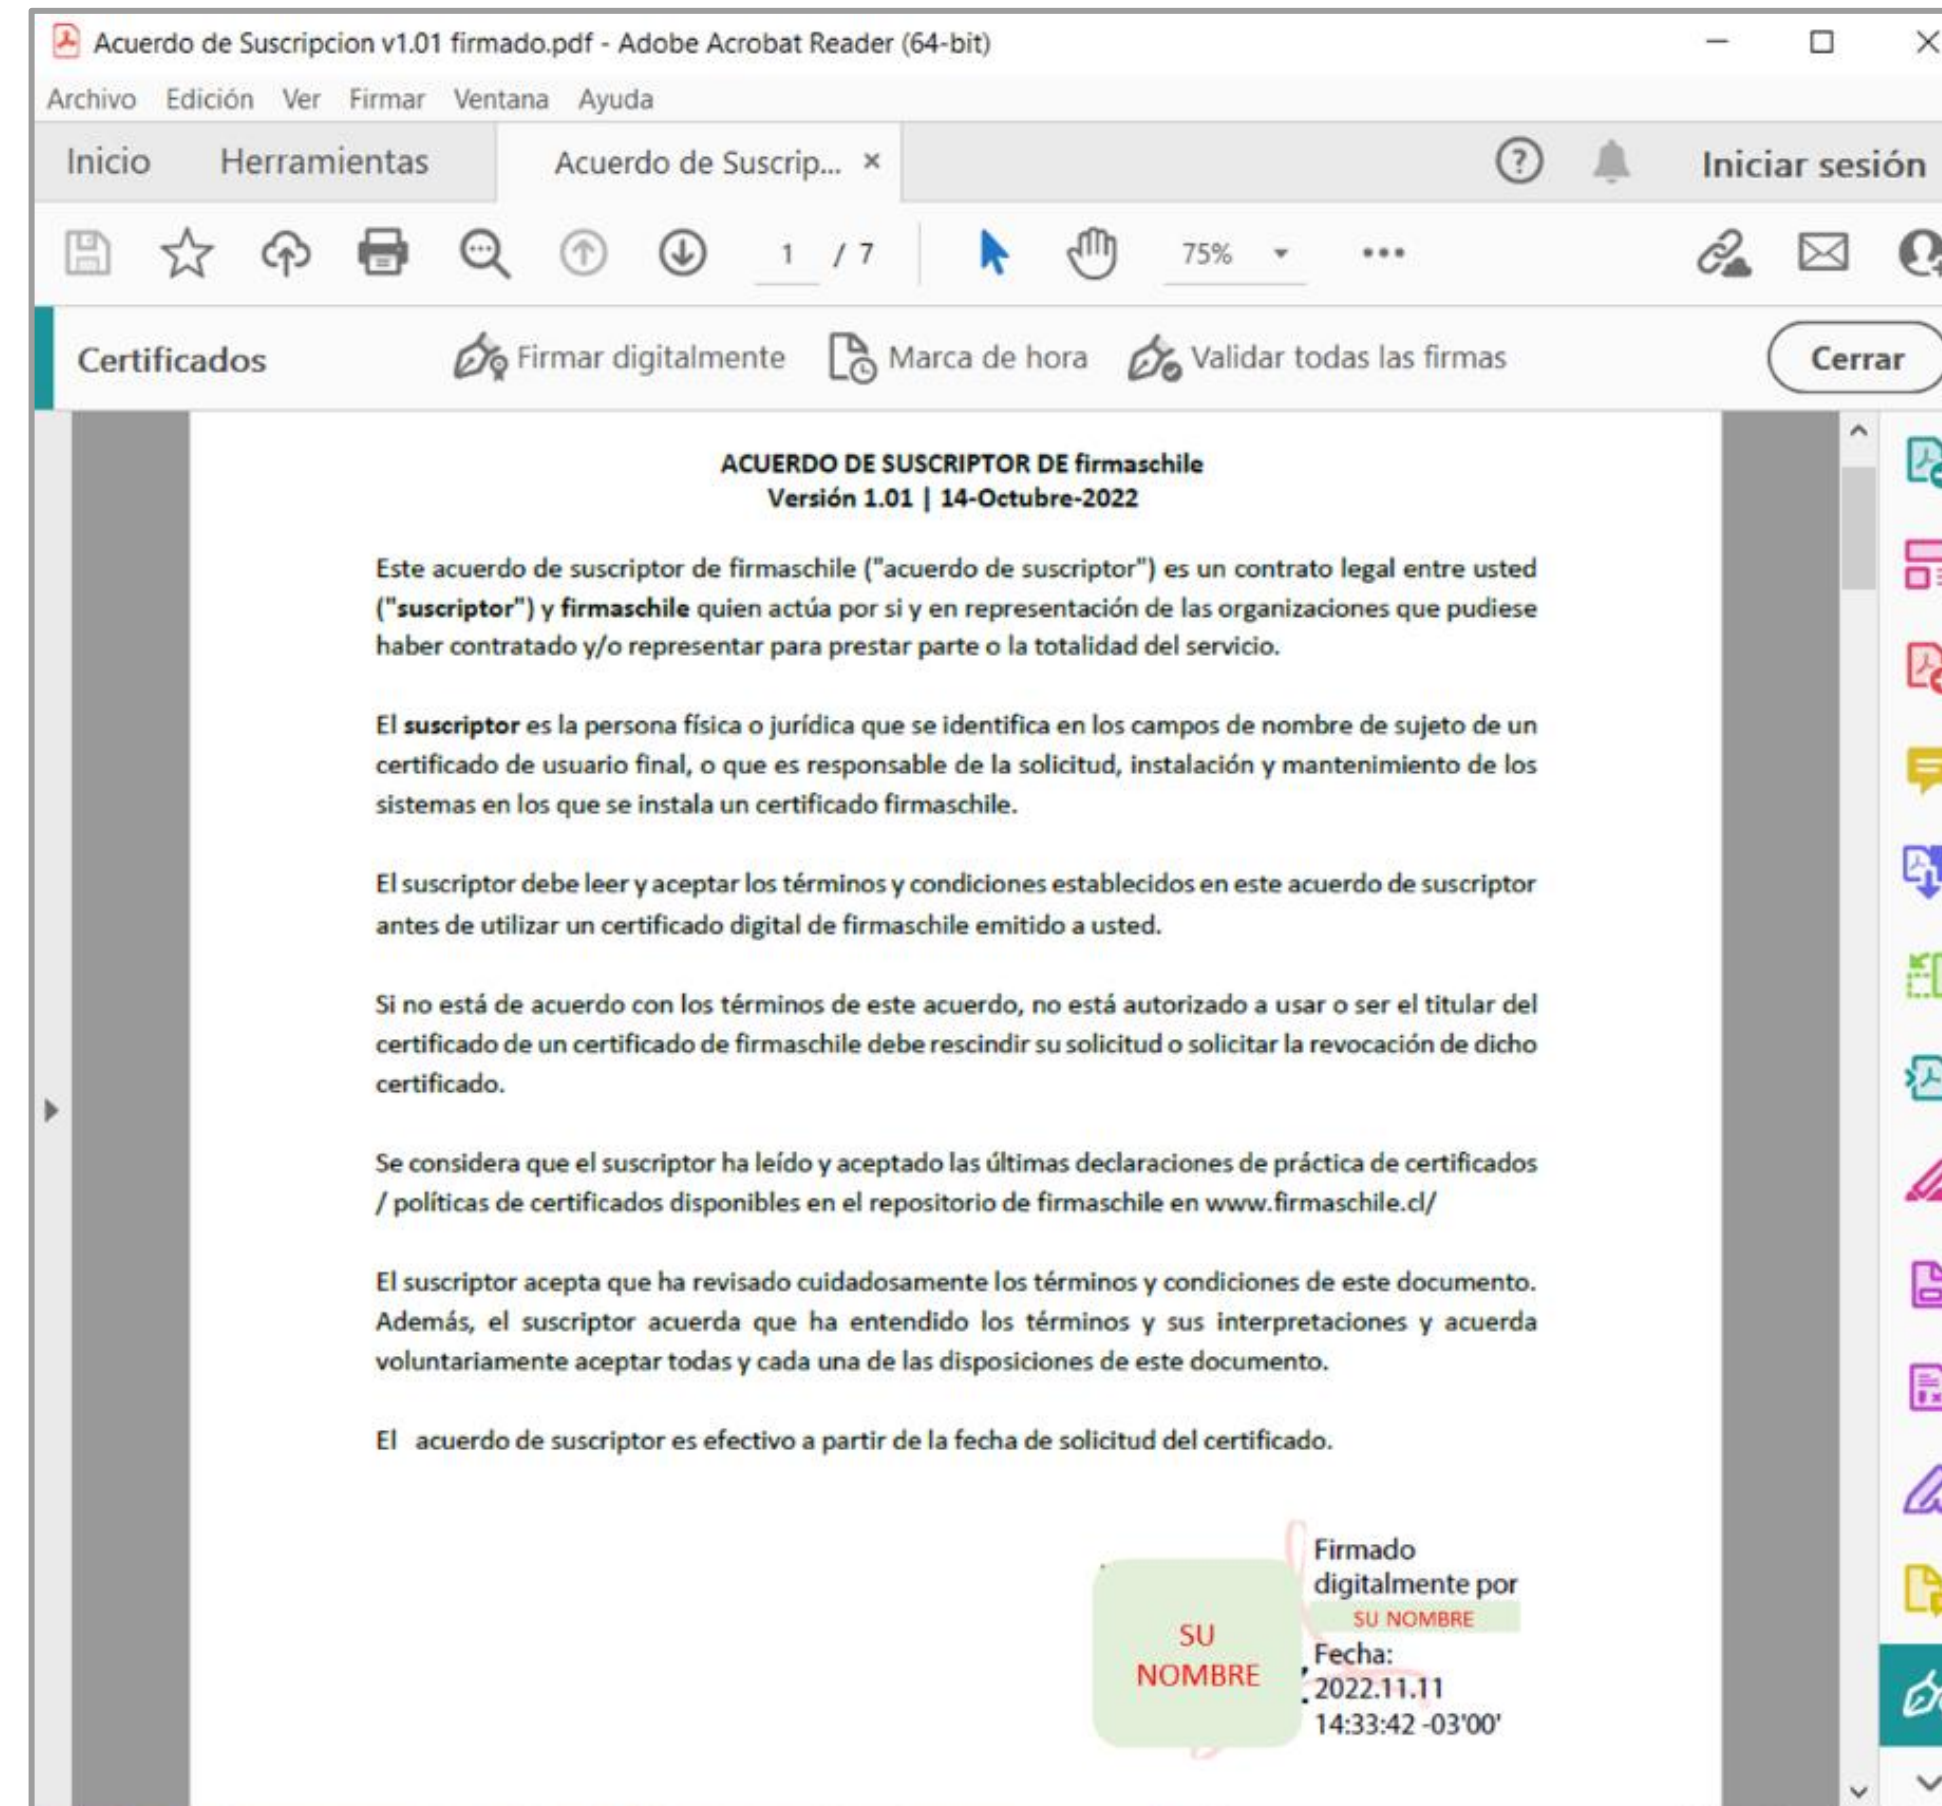 Acuerdo de Suscripcion v1.01 firmado.pdf - Adobe Acrobat Reader (64-bit)
Archivo Edición Ver Firmar Ventana Ayuda
Inicio Herramientas Acuerdo de Suscrip... × ? Iniciar sesión
1 / 7 75%
Certificados Firmar digitalmente Marca de hora Validar todas las firmas Cerrar
ACUERDO DE SUSCRIPTOR DE firmaschile
Versión 1.01 | 14-Octubre-2022
Este acuerdo de suscriptor de firmaschile ("acuerdo de suscriptor") es un contrato legal entre usted
("suscriptor") y firmaschile quien actúa por si y en representación de las organizaciones que pudiese
haber contratado y/o representar para prestar parte o la totalidad del servicio.
El suscriptor es la persona física o jurídica que se identifica en los campos de nombre de sujeto de un
certificado de usuario final, o que es responsable de la solicitud, instalación y mantenimiento de los
sistemas en los que se instala un certificado firmaschile.
El suscriptor debe leer y aceptar los términos y condiciones establecidos en este acuerdo de suscriptor
antes de utilizar un certificado digital de firmaschile emitido a usted.
Si no está de acuerdo con los términos de este acuerdo, no está autorizado a usar o ser el titular del
certificado de un certificado de firmaschile debe rescindir su solicitud o solicitar la revocación de dicho
certificado.
Se considera que el suscriptor ha leído y aceptado las últimas declaraciones de práctica de certificados
/ políticas de certificados disponibles en el repositorio de firmaschile en www.firmaschile.cl/
El suscriptor acepta que ha revisado cuidadosamente los términos y condiciones de este documento.
Además, el suscriptor acuerda que ha entendido los términos y sus interpretaciones y acuerda
voluntariamente aceptar todas y cada una de las disposiciones de este documento.
El acuerdo de suscriptor es efectivo a partir de la fecha de solicitud del certificado.
SU
NOMBRE
Firmado
digitalmente por
SU NOMBRE
Fecha:
2022.11.11
14:33:42 -03'00'